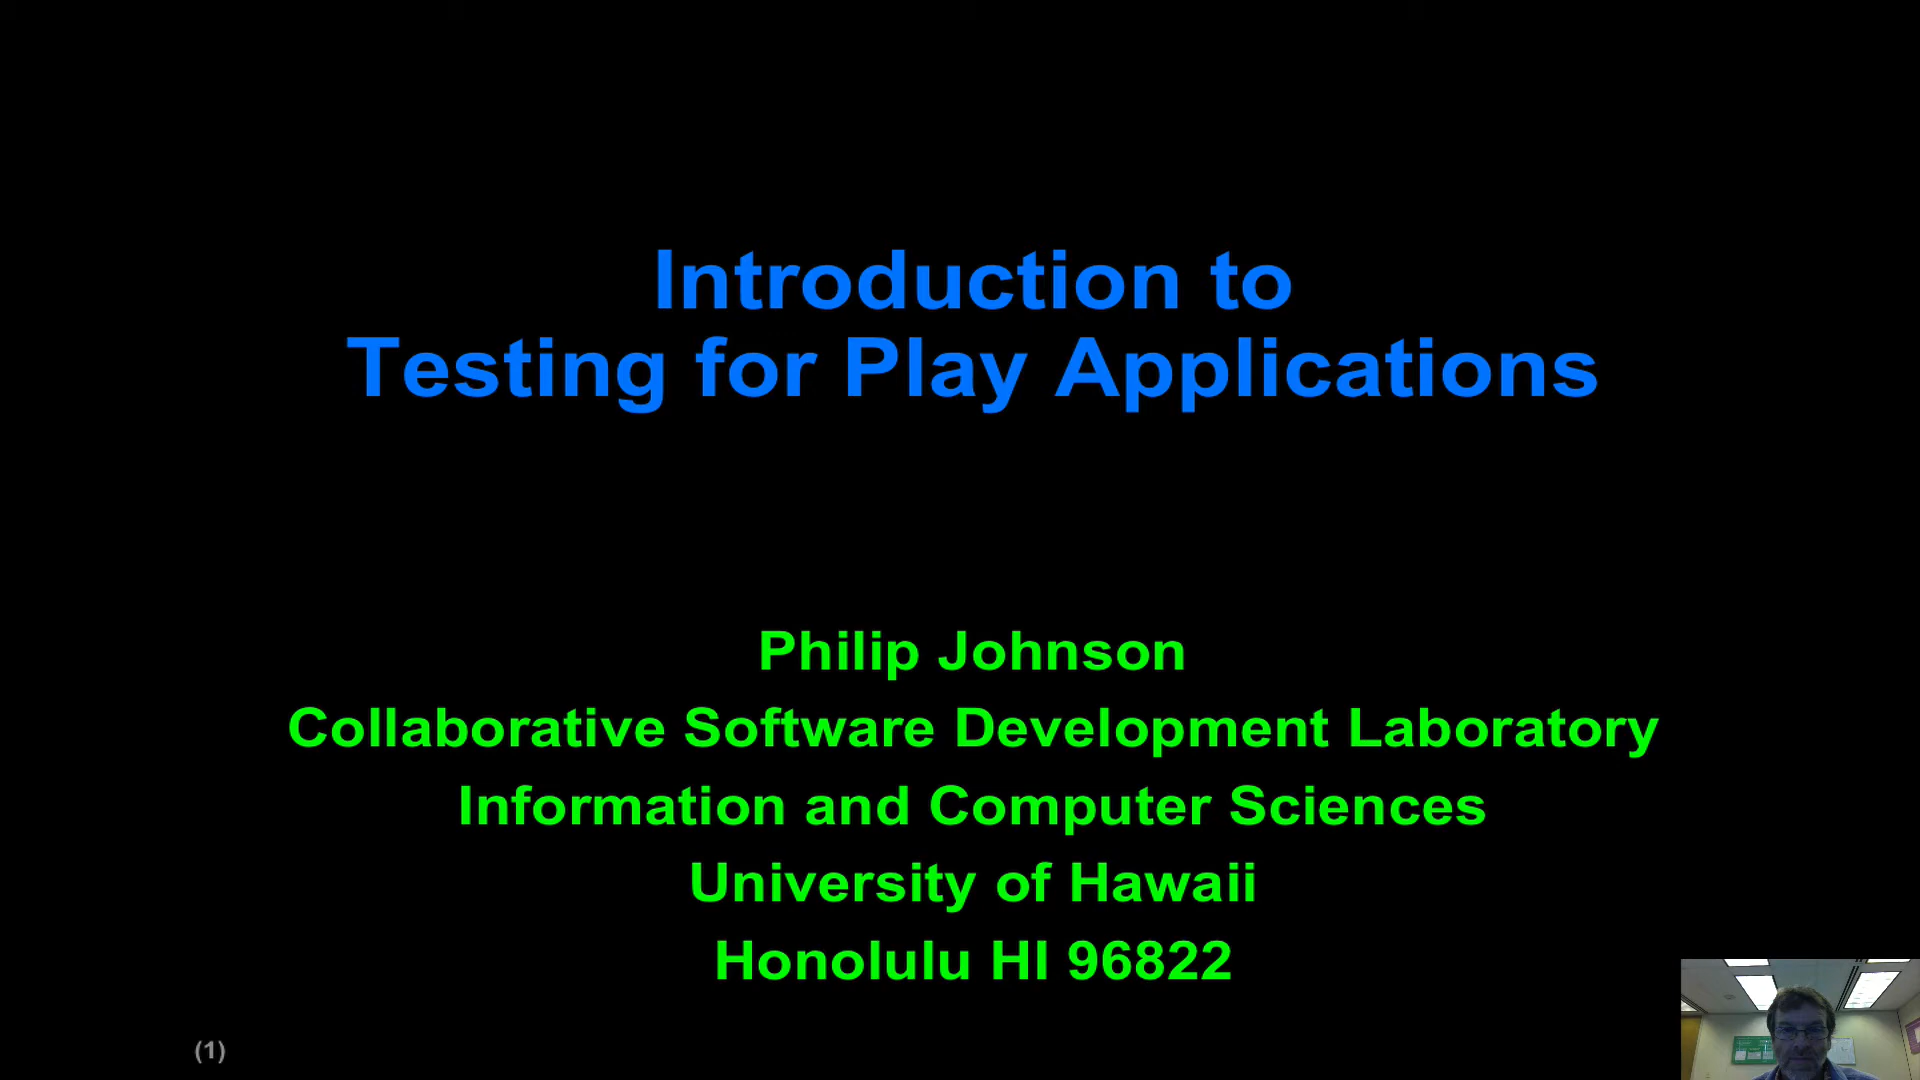 Introduction to
Testing for Play Applications
Philip Johnson
Collaborative Software Development Laboratory
Information and Computer Sciences
University of Hawaii
Honolulu HI 96822
(1)